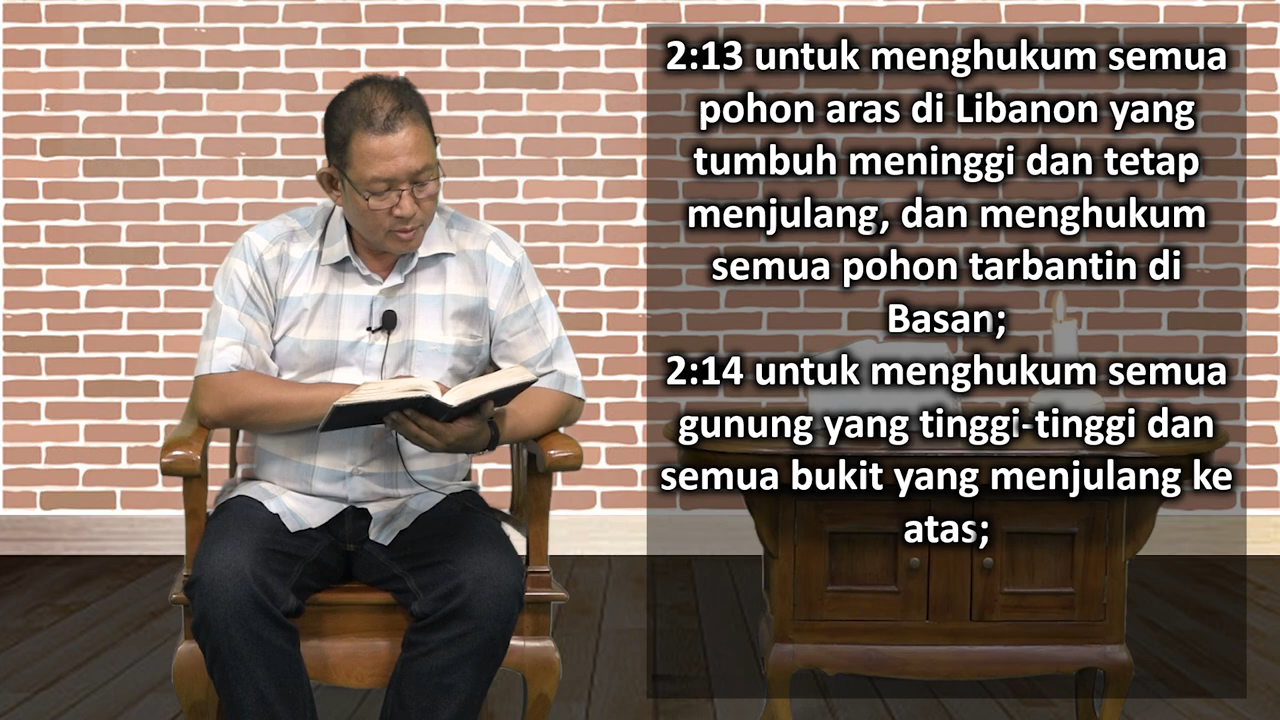 2:13 untuk menghukum semua
pohon aras di Libanon yang
tumbuh meninggi dan tetap
menjulang, dan menghukum
semua pohon tarbantin di
Basan;
2:14 untuk menghukum semua
gunung yang tinggi-tinggi dan
semua bukit yang menjulang ke
atas;